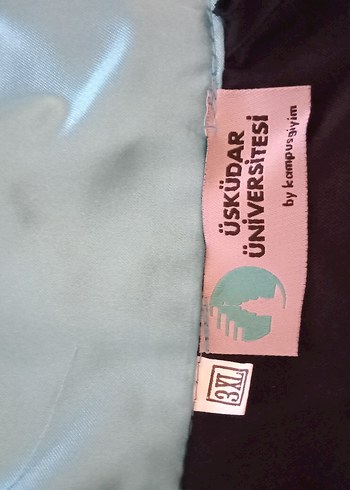 ÜSKÜDAR
ÜNİVERSİTESİ
by kampusgiyim
3XL